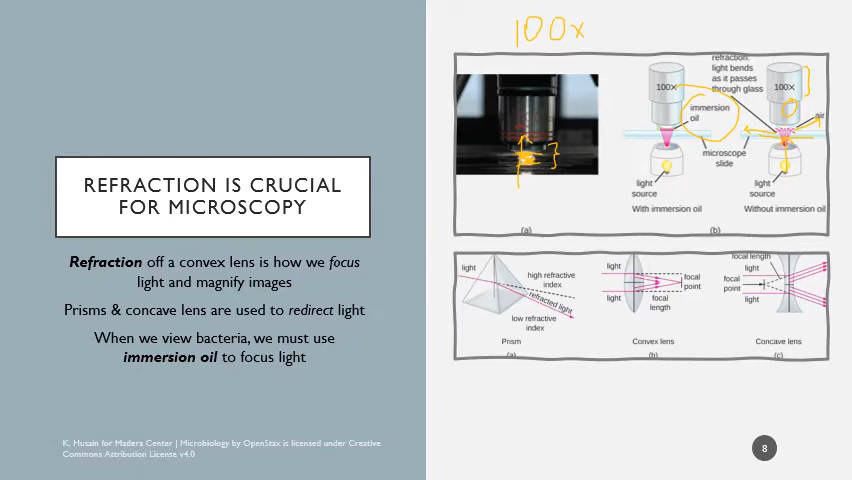 REFRACTION IS CRUCIAL
FOR MICROSCOPY
Refraction off a convex lens is how we focus
light and magnify images
Prisms & concave lens are used to redirect light
When we view bacteria, we must use
immersion oil to focus light
K. Husain for Madera Center | Microbiology by OpenStax is licensed under Creative
Commons Attribution License v4.0
100x
refraction:
light bends
as it passes
through glass
100X
immersion
oil
100X
air
microscope
slide
light
source
light
source
With immersion oil
Without immersion oil
(a)
(b)
light
high refractive
index
refracted light
low refractive
index
Prism
(a)
light
light
focal
point
focal
length
Convex lens
(b)
focal length
light
focal
point
light
Concave lens
(c)
8